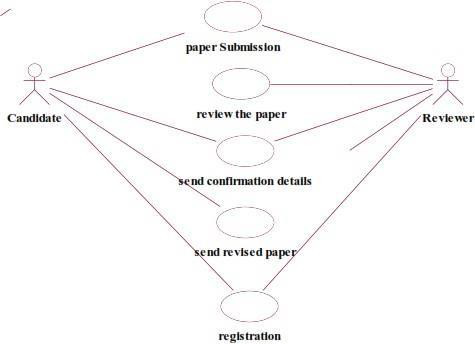 paper Submission
review the paper
Candidate
Reviewer
send confirmation details
send revised paper
registration